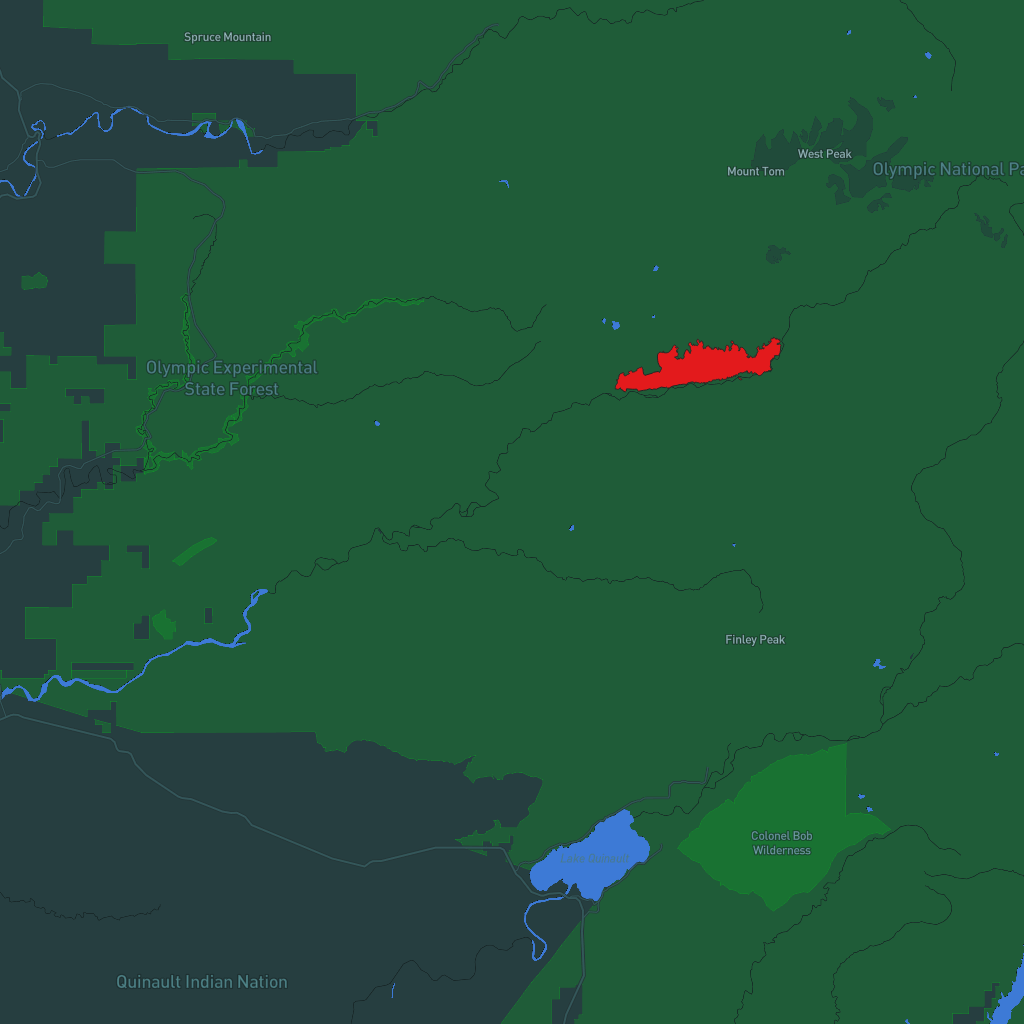 Spruce Mountain
West Peak
Mount Tom
Olympic National Pa
Olympic Experimental
State Forest
Finley Peak
Colonel Bob
Wilderness
Lake Quinault
Quinault Indian Nation